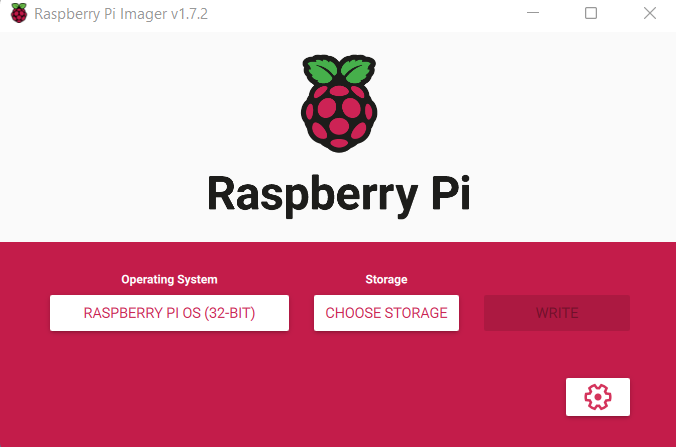 Raspberry Pi Imager v1.7.2
Raspberry Pi
Operating System
Storage
RASPBERRY PI OS (32-BIT)
CHOOSE STORAGE
WRITE